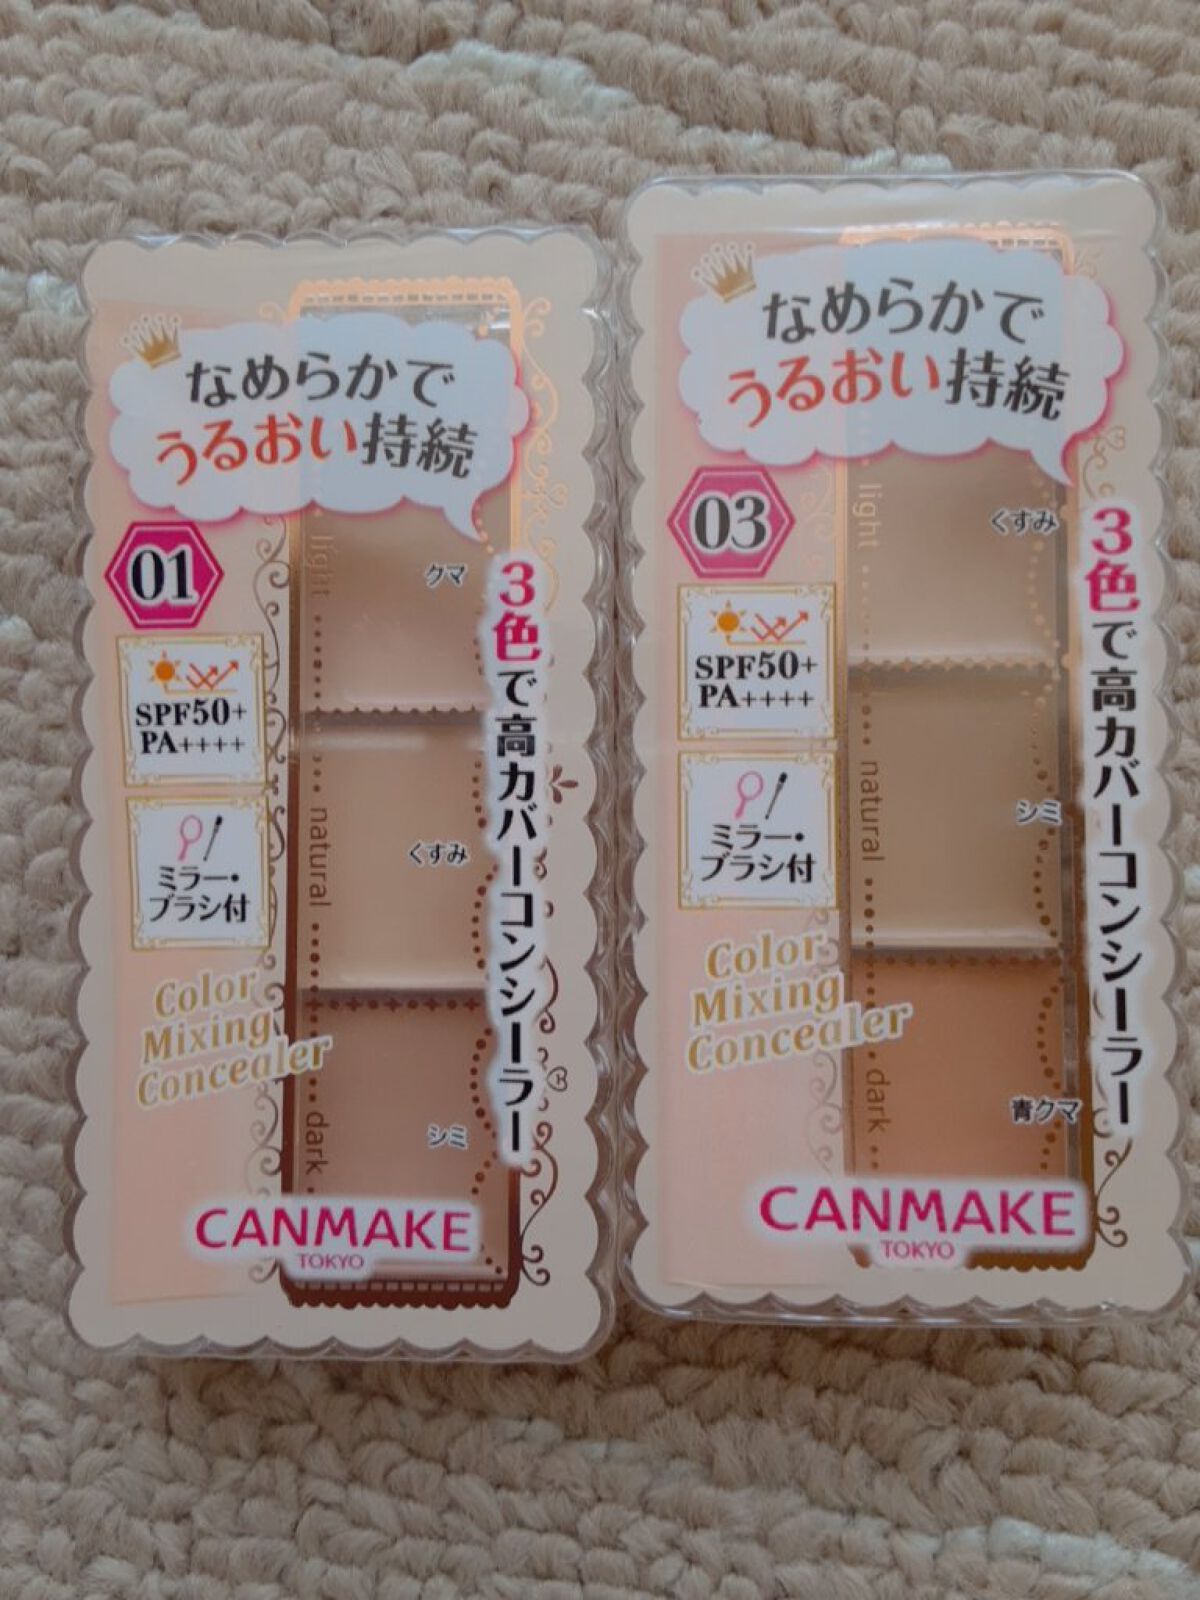 なめらかで
うるおい持続
01
SPF50+
PA++++
ミラー・
ブラシ付
Color
Mixing
Concealer
light
natural
dark
クマ
くすみ
シミ
3色で高カバーコンシーラー
CANMAKE
TOKYO
なめらかで
うるおい持続
03
SPF50+
PA++++
ミラー・
ブラシ付
Color
Mixing
Concealer
light
natural
dark
くすみ
シミ
青クマ
3色で高カバーコンシーラー
CANMAKE
TOKYO